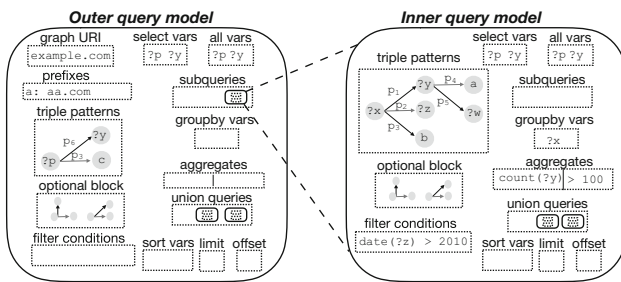 Outer query model
graph URI
example.com
select vars
?p ?y
all vars
?p ?y
prefixes
a: aa.com
subqueries
triple patterns
?p
p6
?y
p3
c
groupby vars
aggregates
optional block
union queries
filter conditions
sort vars
limit
offset
Inner query model
select vars
?p ?y
all vars
?p ?y
triple patterns
?x
p1
?y
p4
a
p2
?z
p5
?w
p3
b
subqueries
groupby vars
?x
aggregates
count(?y) > 100
optional block
union queries
filter conditions
date(?z) > 2010
sort vars
limit
offset